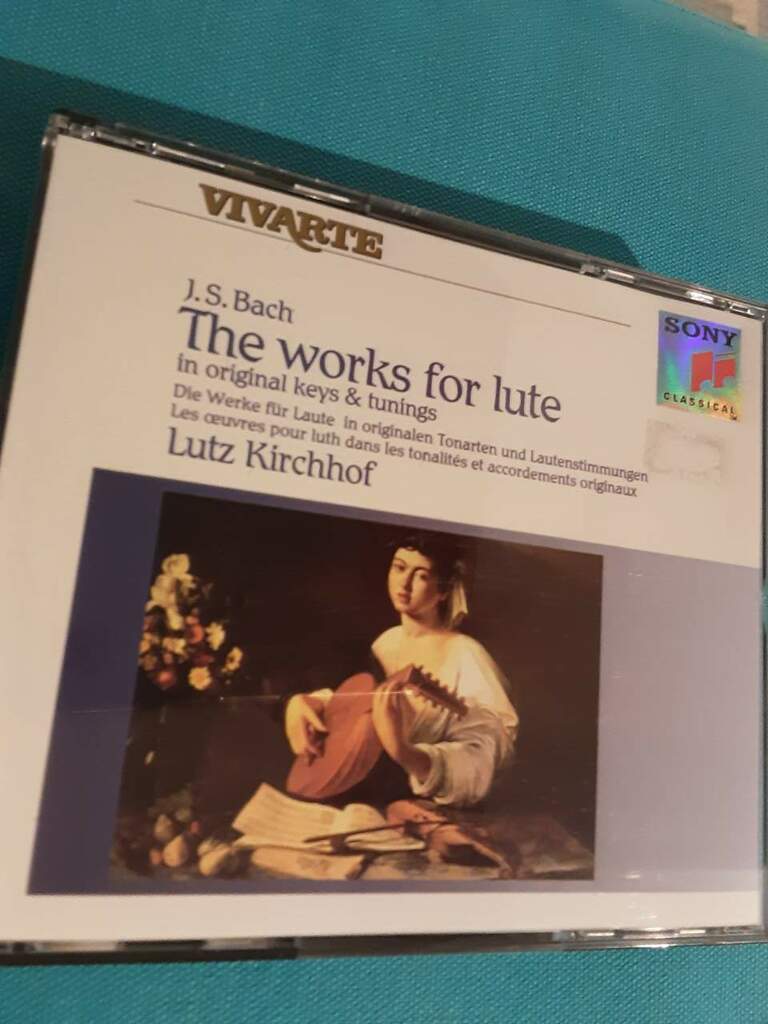 VIVARTE
J. S. Bach
The works for lute
in original keys & tunings
Die Werke für Laute in originalen Tonarten und Lautenstimmungen
Les œuvres pour luth dans les tonalités et accordements originaux
Lutz Kirchhof
SONY
CLASSICAL